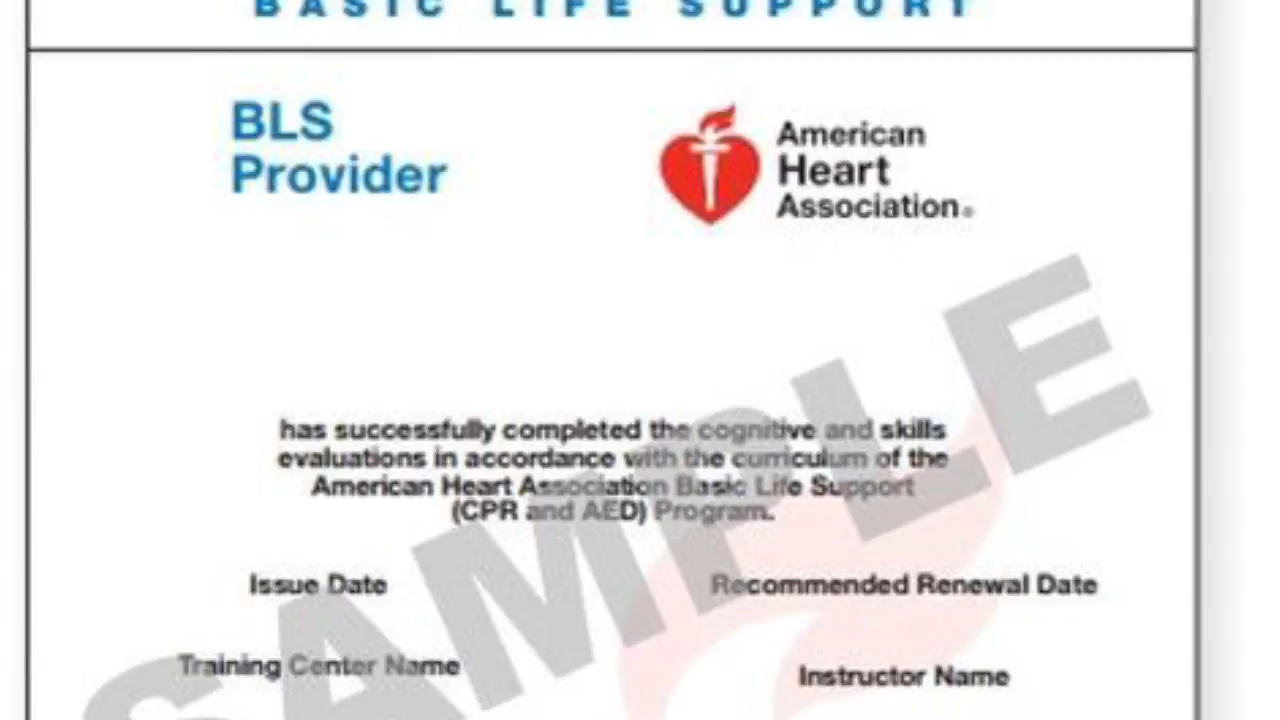 BASIC LIFE SUPPORT
BLS
Provider
American
Heart
Association®
has successfully completed the cognitive and skills
evaluations in accordance with the curriculum of the
American Heart Association Basic Life Support
(CPR and AED) Program.
SAMPLE
Issue Date
Recommended Renewal Date
Training Center Name
Instructor Name